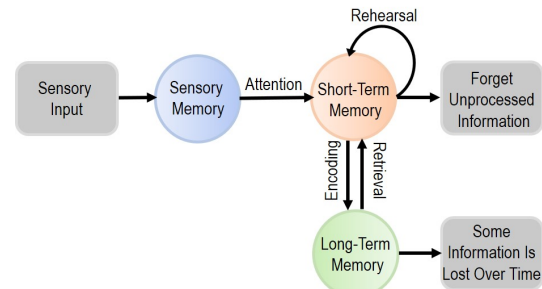 Rehearsal
Sensory
Input
Sensory
Memory
Attention
Short-Term
Memory
Forget
Unprocessed
Information
Encoding
Retrieval
Long-Term
Memory
Some
Information Is
Lost Over Time